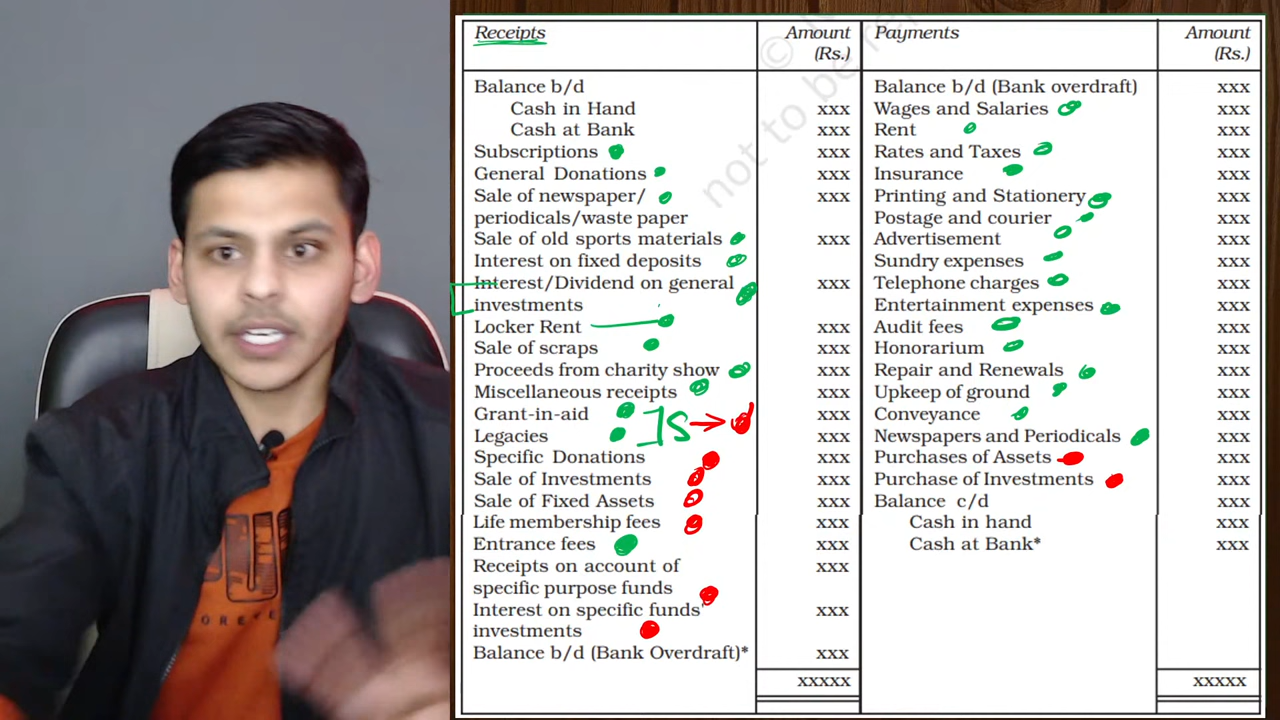 Receipts Amount (Rs.) Payments Amount (Rs.)
Balance b/d Balance b/d (Bank overdraft) xxx
Cash in Hand xxx Wages and Salaries xxx
Cash at Bank xxx Rent xxx
Subscriptions xxx Rates and Taxes xxx
General Donations xxx Insurance xxx
Sale of newspaper/ xxx Printing and Stationery xxx
periodicals/waste paper Postage and courier xxx
Sale of old sports materials xxx Advertisement xxx
Interest on fixed deposits Sundry expenses xxx
Interest/Dividend on general xxx Telephone charges xxx
investments Entertainment expenses xxx
Locker Rent xxx Audit fees xxx
Sale of scraps xxx Honorarium xxx
Proceeds from charity show xxx Repair and Renewals xxx
Miscellaneous receipts xxx Upkeep of ground xxx
Grant-in-aid xxx Conveyance xxx
Legacies xxx Newspapers and Periodicals xxx
Specific Donations xxx Purchases of Assets xxx
Sale of Investments xxx Purchase of Investments xxx
Sale of Fixed Assets xxx Balance c/d
Life membership fees xxx Cash in hand xxx
Entrance fees xxx Cash at Bank* xxx
Receipts on account of xxx
specific purpose funds
Interest on specific funds' xxx
investments
Balance b/d (Bank Overdraft)* xxx
xxxxx xxxxx
not to be re